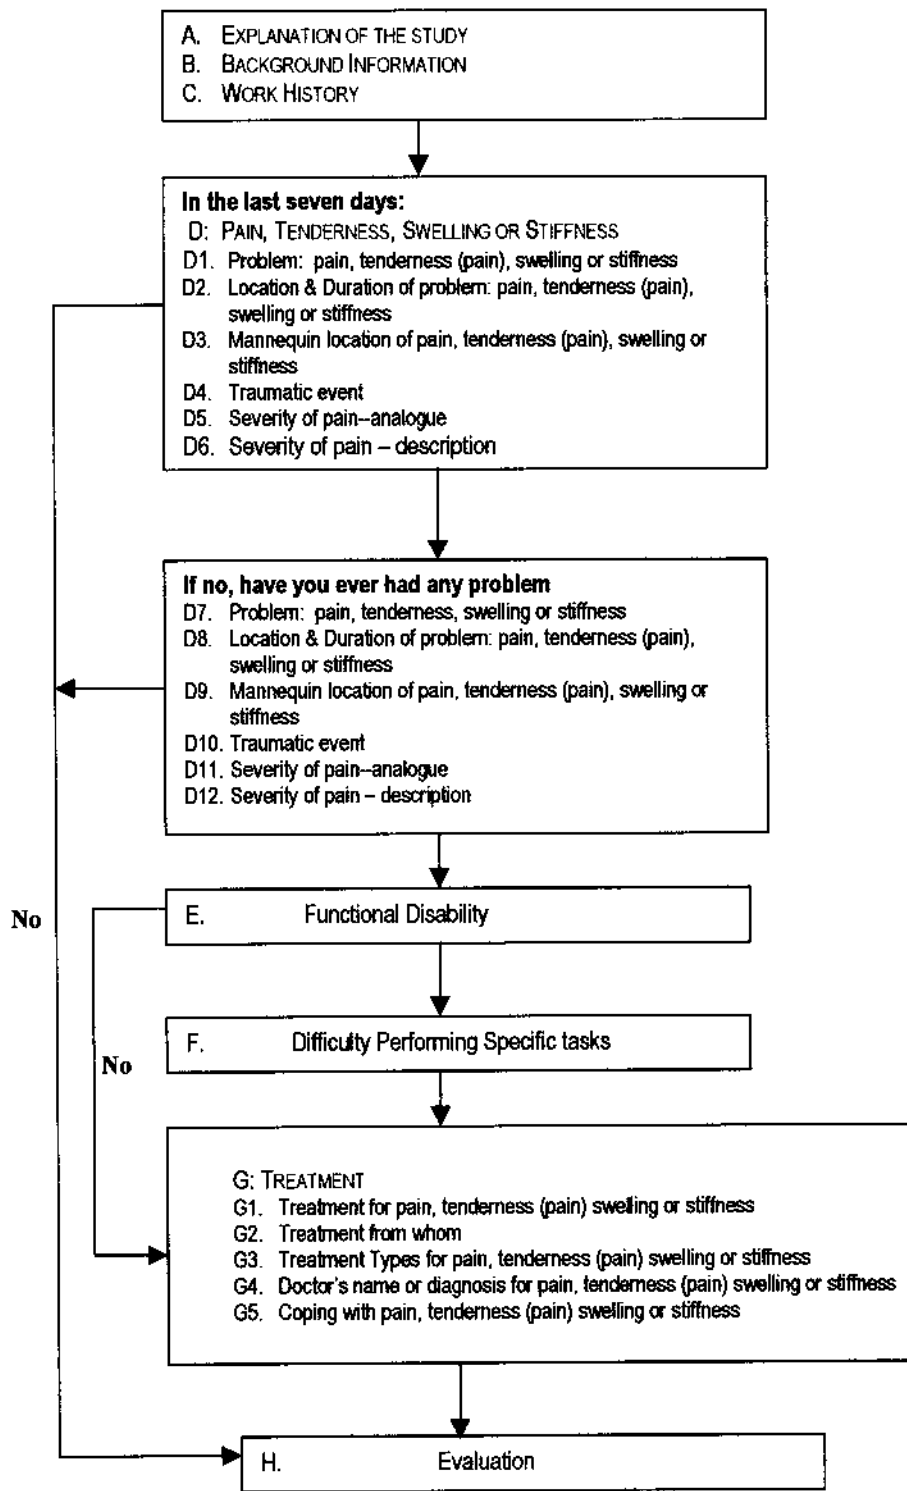 A. EXPLANATION OF THE STUDY
B. BACKGROUND INFORMATION
C. WORK HISTORY
In the last seven days:
D: PAIN, TENDERNESS, SWELLING OR STIFFNESS
D1. Problem: pain, tenderness (pain), swelling or stiffness
D2. Location & Duration of problem: pain, tenderness (pain),
swelling or stiffness
D3. Mannequin location of pain, tenderness (pain), swelling or
stiffness
D4. Traumatic event
D5. Severity of pain--analogue
D6. Severity of pain – description
If no, have you ever had any problem
D7. Problem: pain, tenderness, swelling or stiffness
D8. Location & Duration of problem: pain, tenderness (pain),
swelling or stiffness
D9. Mannequin location of pain, tenderness (pain), swelling or
stiffness
D10. Traumatic event
D11. Severity of pain--analogue
D12. Severity of pain – description
No
E. Functional Disability
No
F. Difficulty Performing Specific tasks
G: TREATMENT
G1. Treatment for pain, tenderness (pain) swelling or stiffness
G2. Treatment from whom
G3. Treatment Types for pain, tenderness (pain) swelling or stiffness
G4. Doctor's name or diagnosis for pain, tenderness (pain) swelling or stiffness
G5. Coping with pain, tenderness (pain) swelling or stiffness
H. Evaluation